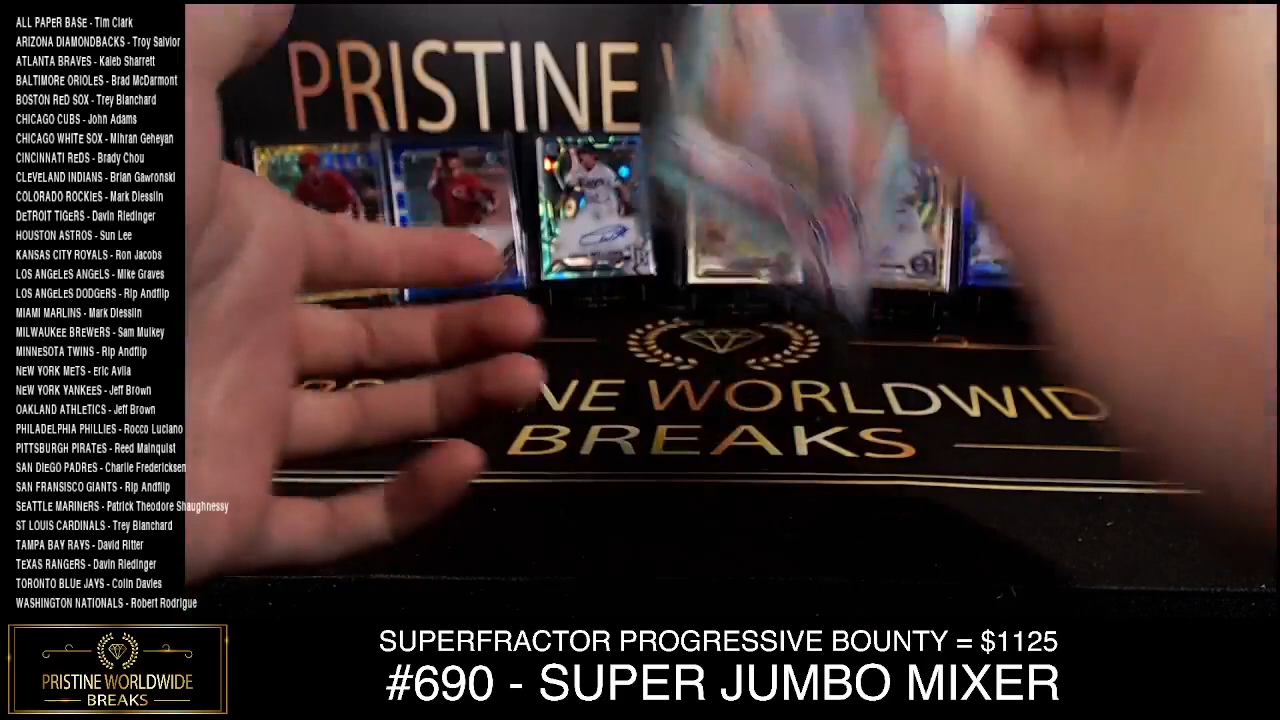 ALL PAPER BASE - Tim Clark
ARIZONA DIAMONDBACKS - Troy Salvior
ATLANTA BRAVES - Kaleb Sharrett
BALTIMORE ORIOLES - Brad McDarmont
BOSTON RED SOX - Trey Blanchard
CHICAGO CUBS - John Adams
CHICAGO WHITE SOX - Mihran Geheyan
CINCINNATI REDS - Brady Chou
CLEVELAND INDIANS - Brian Gawronski
COLORADO ROCKIES - Mark Diesslin
DETROIT TIGERS - Davin Riedinger
HOUSTON ASTROS - Sun Lee
KANSAS CITY ROYALS - Ron Jacobs
LOS ANGELES ANGELS - Mike Graves
LOS ANGELES DODGERS - Rip Andflip
MIAMI MARLINS - Mark Diesslin
MILWAUKEE BREWERS - Sam Mulkey
MINNESOTA TWINS - Rip Andflip
NEW YORK METS - Eric Avila
NEW YORK YANKEES - Jeff Brown
OAKLAND ATHLETICS - Jeff Brown
PHILADELPHIA PHILLIES - Rocco Luciano
PITTSBURGH PIRATES - Reed Mainquist
SAN DIEGO PADRES - Charlie Fredericksen
SAN FRANSISCO GIANTS - Rip Andflip
SEATTLE MARINERS - Patrick Theodore Shaughnessy
ST LOUIS CARDINALS - Trey Blanchard
TAMPA BAY RAYS - David Ritter
TEXAS RANGERS - Davin Riedinger
TORONTO BLUE JAYS - Colin Davies
WASHINGTON NATIONALS - Robert Rodrigue
PRISTINE WORLDWIDE
BREAKS
PRISTINE
NE WORLDWID
BREAKS
SUPERFRACTOR PROGRESSIVE BOUNTY = $1125
#690 - SUPER JUMBO MIXER